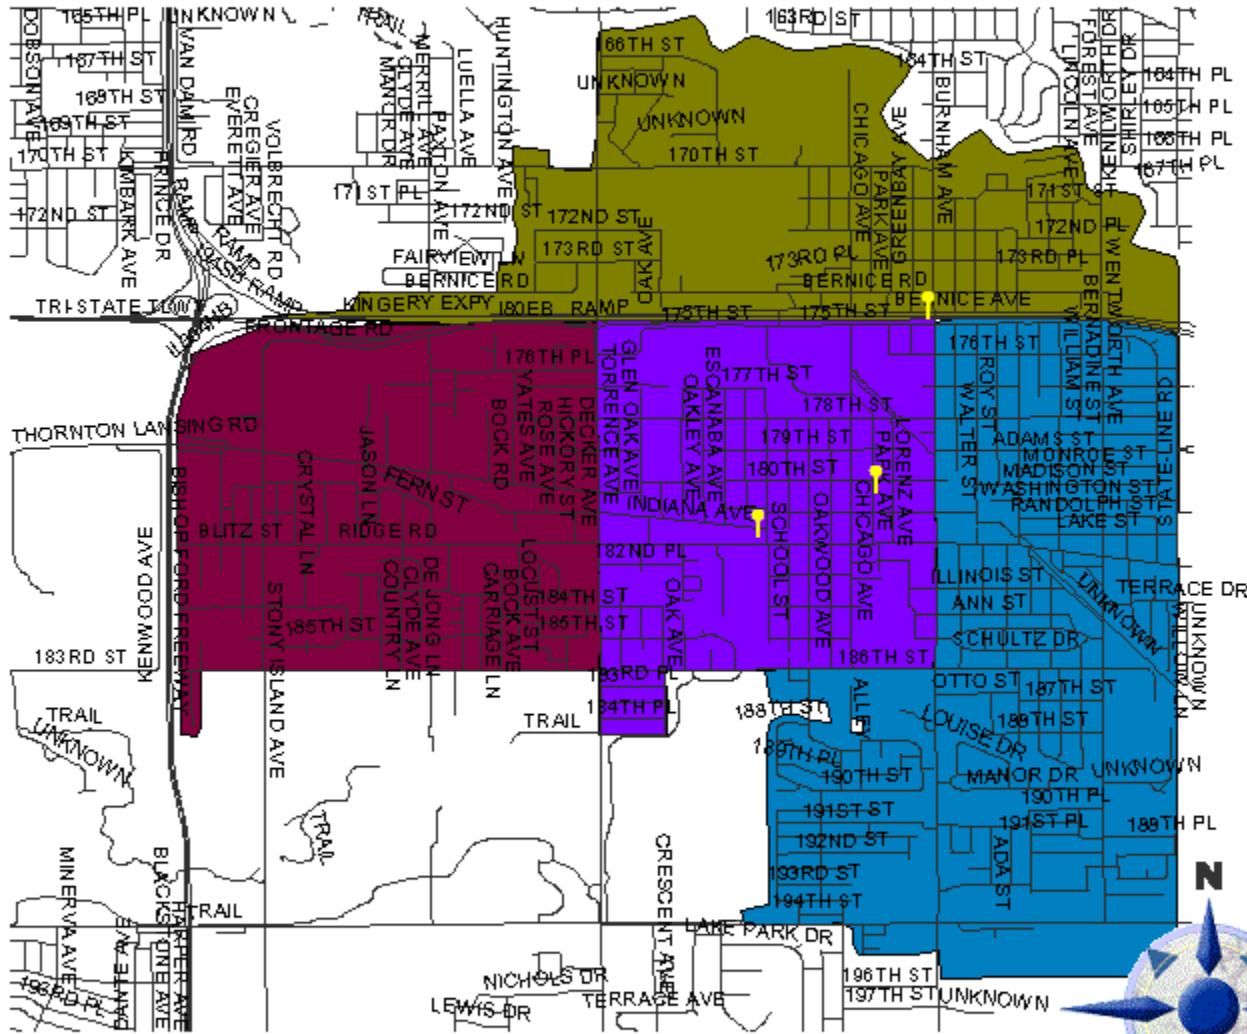 165TH PL
UNKNOWN
TRAIL
163RD ST
DOBSON AVE
VAN DAM RD
167TH ST
MERRIL AVE
CLYDE AVE
MANOR DR
LUELLA AVE
HUNTINGTON AVE
166TH ST
UNKNOWN
164TH ST
BURNHAM AVE
LINCOLN AVE
FOREST AVE
KENILWORTH DR
SHIRLEY DR
164TH PL
165TH PL
166TH PL
167TH PL
168TH ST
169TH ST
170TH ST
EVERETT AVE
CREGIER AVE
VOLBRECHT RD
PAXTON AVE
UNKNOWN
170TH ST
CHICAGO AVE
PARK AVE
GREENBAY AVE
KIMBARK AVE
PRINCE DR
RAMP
171ST PL
171ST ST
172ND ST
172ND ST
172ND ST
172ND PL
RAMP
I94SB RAMP
FAIRVIEW LN
173RD ST
OAK AVE
173RD PL
173RD PL
BERNICE RD
BERNICE RD
BERNICE AVE
TRI-STATE TLWY
KINGERY EXPY
I80EB RAMP
175TH ST
175TH ST
WILLIAM ST
BERNADINE ST
WENTWORTH AVE
FRONTAGE RD
176TH PL
GLEN OAK AVE
TORRENCE AVE
ESCANABA AVE
OAKLEY AVE
177TH ST
176TH ST
ROY ST
WALTER ST
STATE LINE RD
YATES AVE
ROSE AVE
HICKORY ST
DECKER AVE
BOCK RD
178TH ST
THORNTON LANSING RD
JASON LN
CRYSTAL LN
FERN ST
179TH ST
LORENZ AVE
PARK AVE
ADAMS ST
MONROE ST
MADISON ST
WASHINGTON ST
RANDOLPH ST
LAKE ST
180TH ST
INDIANA AVE
SCHOOL ST
OAKWOOD AVE
CHICAGO AVE
BISHOP FORD FREEWAY
KENWOOD AVE
BLITZ ST
RIDGE RD
182ND PL
LOCUST ST
BOCK AVE
CARRIAGE LN
DE JONG LN
CLYDE AVE
COUNTRY LN
STONY ISLAND AVE
184TH ST
OAK AVE
ILLINOIS ST
UNKNOWN
TERRACE DR
ANN ST
185TH ST
185TH ST
SCHULTZ DR
UNKNOWN
WILLOW LN
183RD ST
183RD PL
186TH ST
OTTO ST
187TH ST
184TH PL
TRAIL
TRAIL
UNKNOWN
188TH ST
ALLEY
LOUISE DR
188TH ST
189TH PL
190TH ST
MANOR DR
UNKNOWN
190TH PL
191ST ST
191ST PL
189TH PL
TRAIL
192ND ST
ADA ST
CRESCENT AVE
193RD ST
194TH ST
MINERVA AVE
BLACKSTONE AVE
HARPER AVE
DANTE AVE
TRAIL
LAKE PARK DR
N
NICHOLS DR
196TH ST
193RD PL
LEWIS DR
TERRACE AVE
197TH ST
UNKNOWN